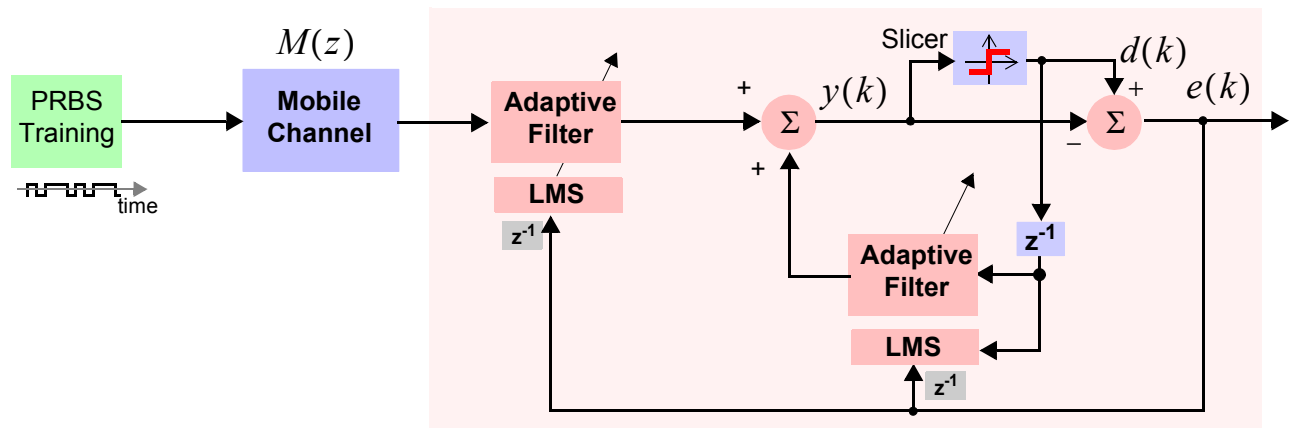 M(z)
PRBS
Training
time
Mobile
Channel
Adaptive
Filter
LMS
z⁻¹
+
Σ
+
y(k)
Slicer
d(k)
+
Σ
−
e(k)
z⁻¹
Adaptive
Filter
LMS
z⁻¹